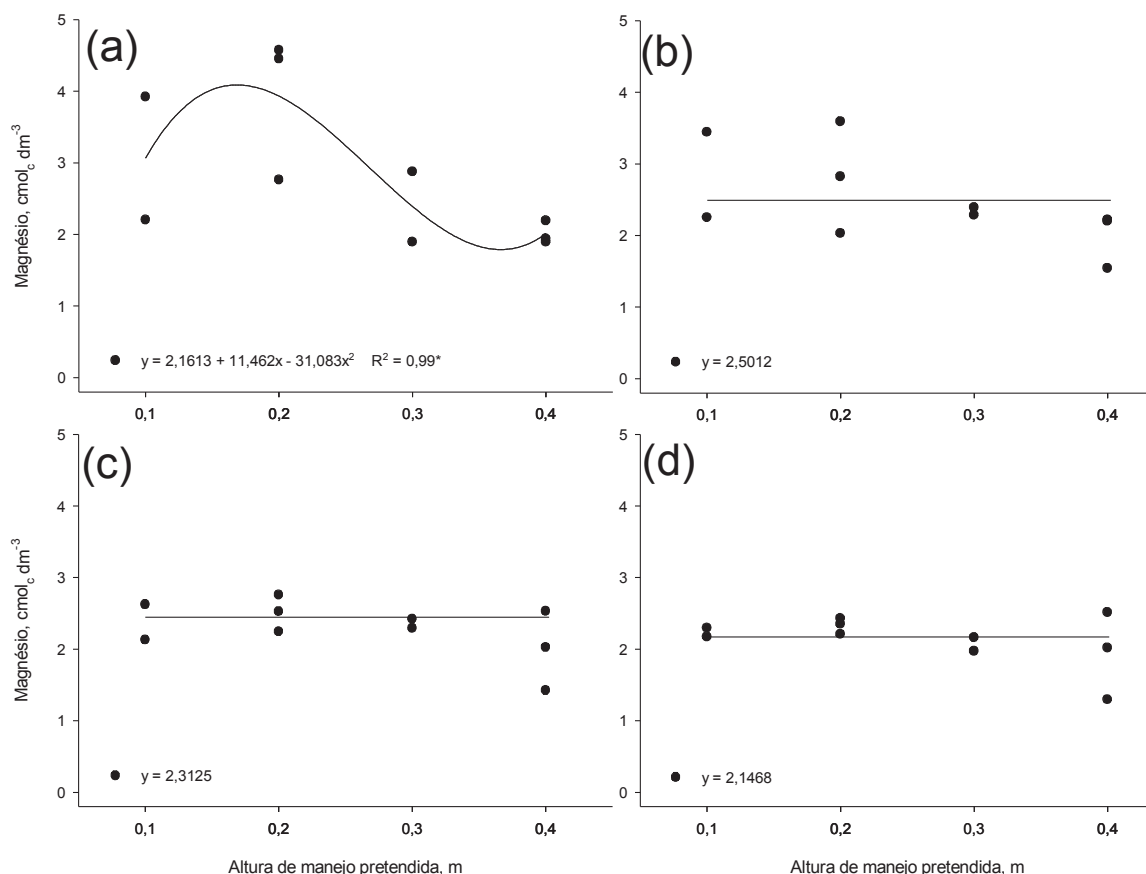 (a)
5
4
3
2
1
0
Magnésio, cmol_c dm⁻³
y = 2,1613 + 11,462x - 31,083x² R² = 0,99*
0,1 0,2 0,3 0,4
(b)
5
4
3
2
1
0
y = 2,5012
0,1 0,2 0,3 0,4
(c)
5
4
3
2
1
0
Magnésio, cmol_c dm⁻³
y = 2,3125
0,1 0,2 0,3 0,4
Altura de manejo pretendida, m
(d)
5
4
3
2
1
0
y = 2,1468
0,1 0,2 0,3 0,4
Altura de manejo pretendida, m